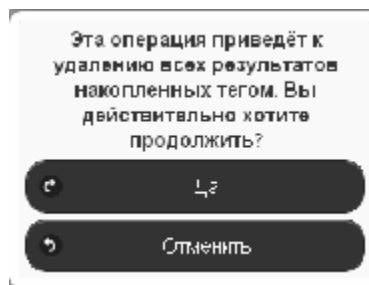 Эта операция приведёт к
удалению всех результатов
накопленных тегом. Вы
действительно хотите
продолжить?
Да
Отменить